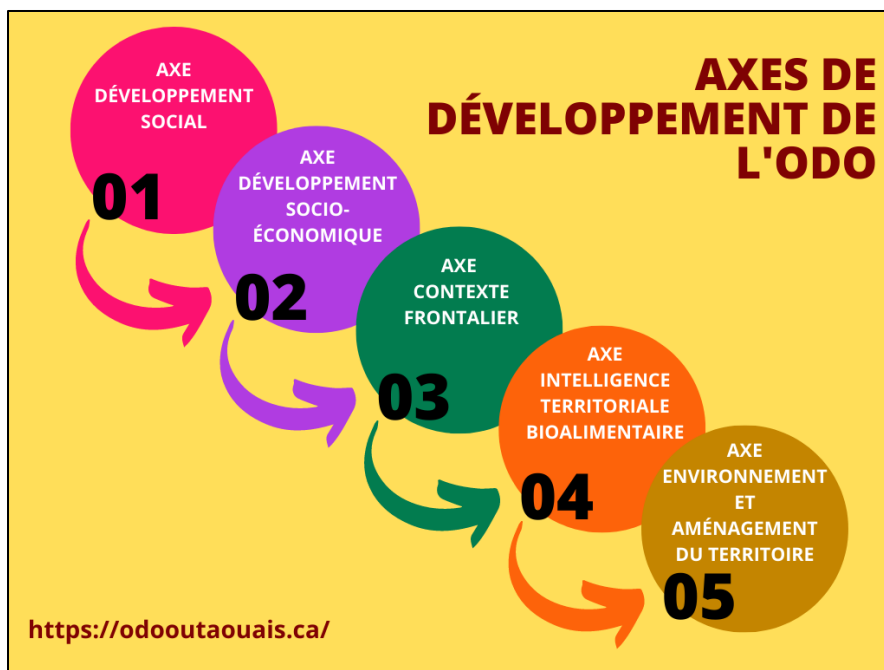 AXES DE
DÉVELOPPEMENT DE
L'ODO
AXE
DÉVELOPPEMENT
SOCIAL
01
AXE
DÉVELOPPEMENT
SOCIO-
ÉCONOMIQUE
02
AXE
CONTEXTE
FRONTALIER
03
AXE
INTELLIGENCE
TERRITORIALE
BIOALIMENTAIRE
04
AXE
ENVIRONNEMENT
ET
AMÉNAGEMENT
DU TERRITOIRE
05
https://odooutaouais.ca/